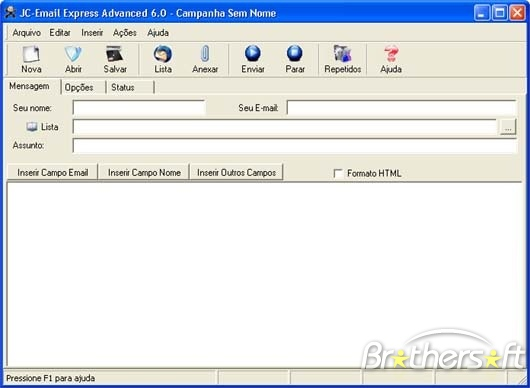 JC-Email Express Advanced 6.0 - Campanha Sem Nome
Arquivo Editar Inserir Ações Ajuda
Nova Abrir Salvar Lista Anexar Enviar Parar Repetidos Ajuda
Mensagem Opções Status
Seu nome: Seu E-mail:
Lista ...
Assunto:
Inserir Campo Email Inserir Campo Nome Inserir Outros Campos Formato HTML
Brothersoft
Pressione F1 para ajuda